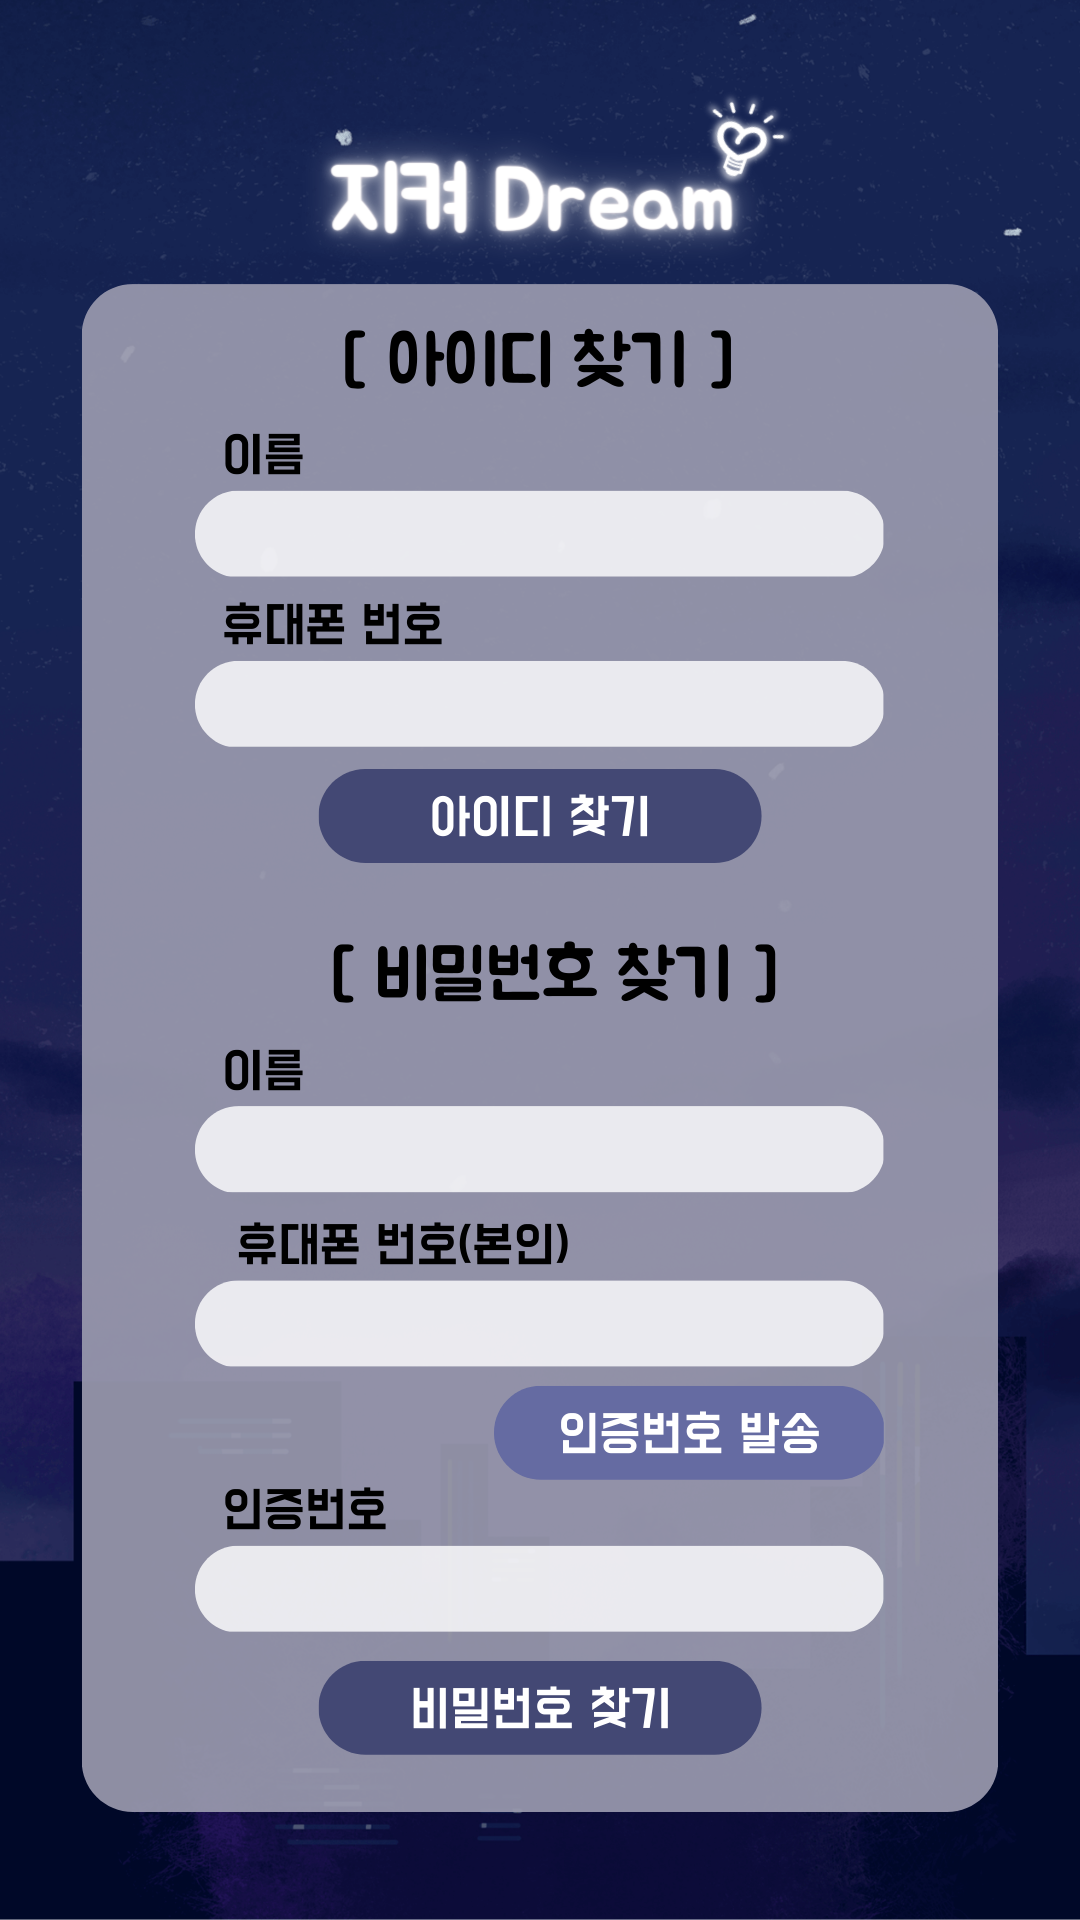 지켜 Dream
[ 아이디 찾기 ]
이름
휴대폰 번호
아이디 찾기
[ 비밀번호 찾기 ]
이름
휴대폰 번호(본인)
인증번호 발송
인증번호
비밀번호 찾기